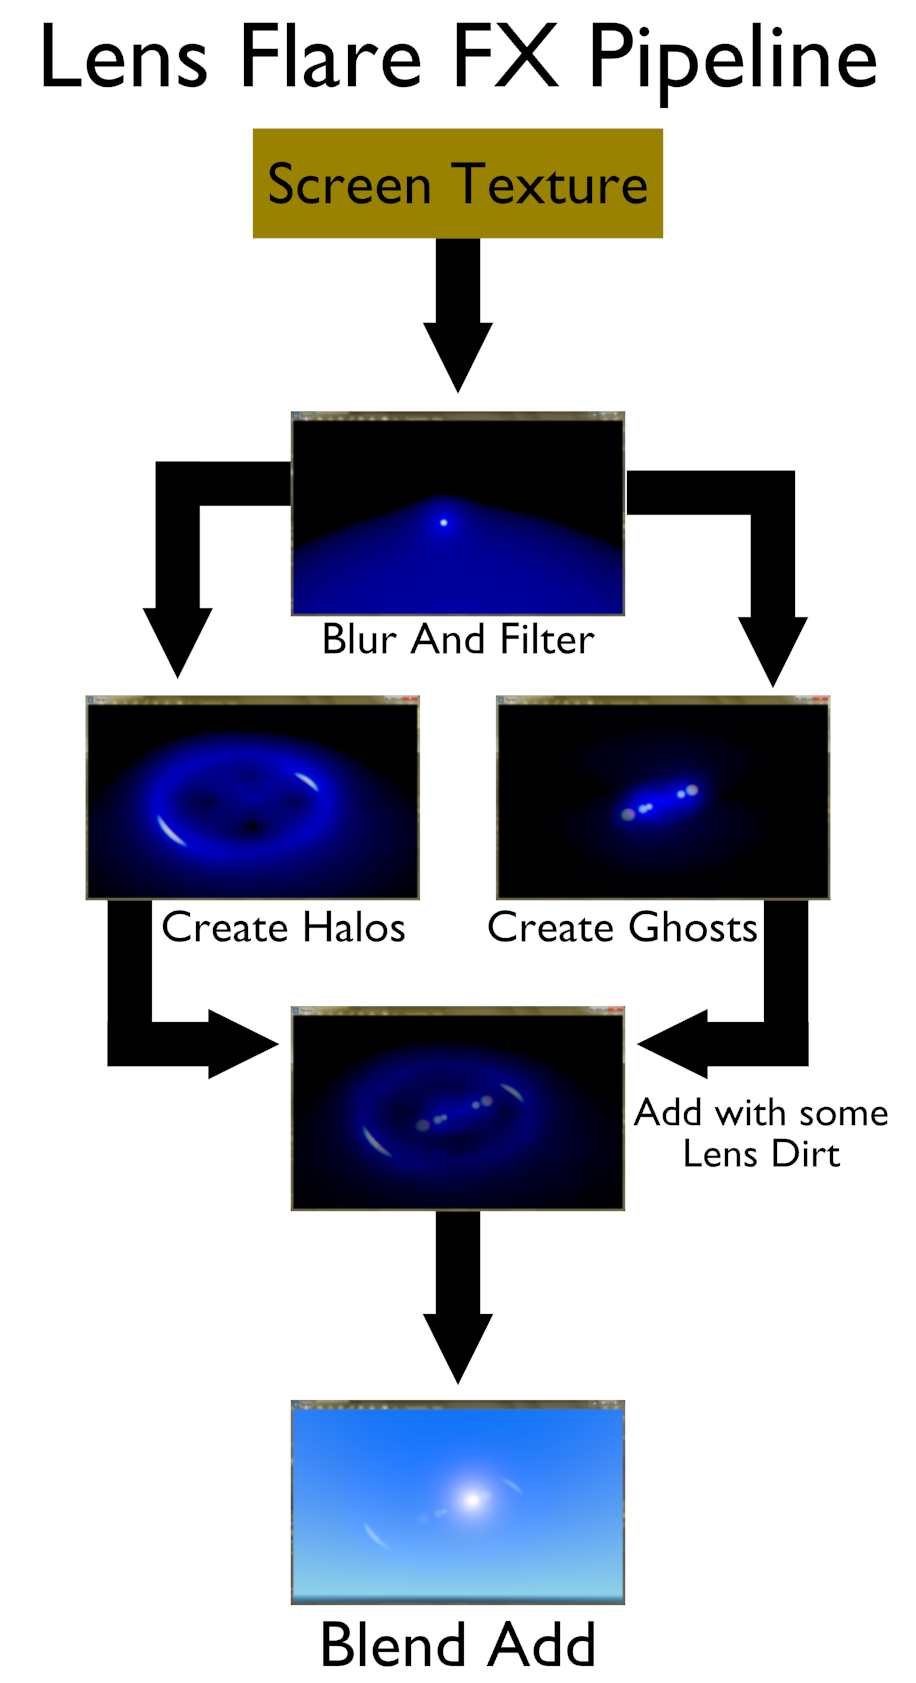 Lens Flare FX Pipeline
Screen Texture
Blur And Filter
Create Halos
Create Ghosts
Add with some
Lens Dirt
Blend Add